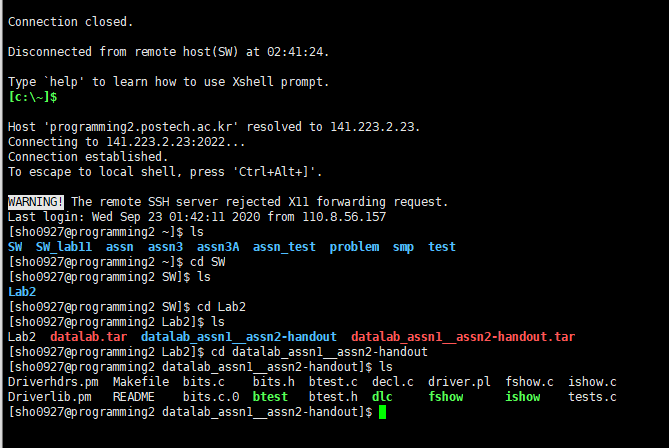 Connection closed.
Disconnected from remote host(SW) at 02:41:24.
Type `help' to learn how to use Xshell prompt.
[c:\~]$
Host 'programming2.postech.ac.kr' resolved to 141.223.2.23.
Connecting to 141.223.2.23:2022...
Connection established.
To escape to local shell, press 'Ctrl+Alt+]'.
WARNING! The remote SSH server rejected X11 forwarding request.
Last login: Wed Sep 23 01:42:11 2020 from 110.8.56.157
[sho0927@programming2 ~]$ ls
SW  SW_lab11  assn  assn3  assn3A  assn_test  problem  smp  test
[sho0927@programming2 ~]$ cd SW
[sho0927@programming2 SW]$ ls
Lab2
[sho0927@programming2 SW]$ cd Lab2
[sho0927@programming2 Lab2]$ ls
Lab2  datalab.tar  datalab_assn1__assn2-handout  datalab_assn1__assn2-handout.tar
[sho0927@programming2 Lab2]$ cd datalab_assn1__assn2-handout
[sho0927@programming2 datalab_assn1__assn2-handout]$ ls
Driverhdrs.pm  Makefile  bits.c    bits.h  btest.c  decl.c  driver.pl  fshow.c  ishow.c
Driverlib.pm   README    bits.c.0  btest   btest.h  dlc     fshow      ishow    tests.c
[sho0927@programming2 datalab_assn1__assn2-handout]$